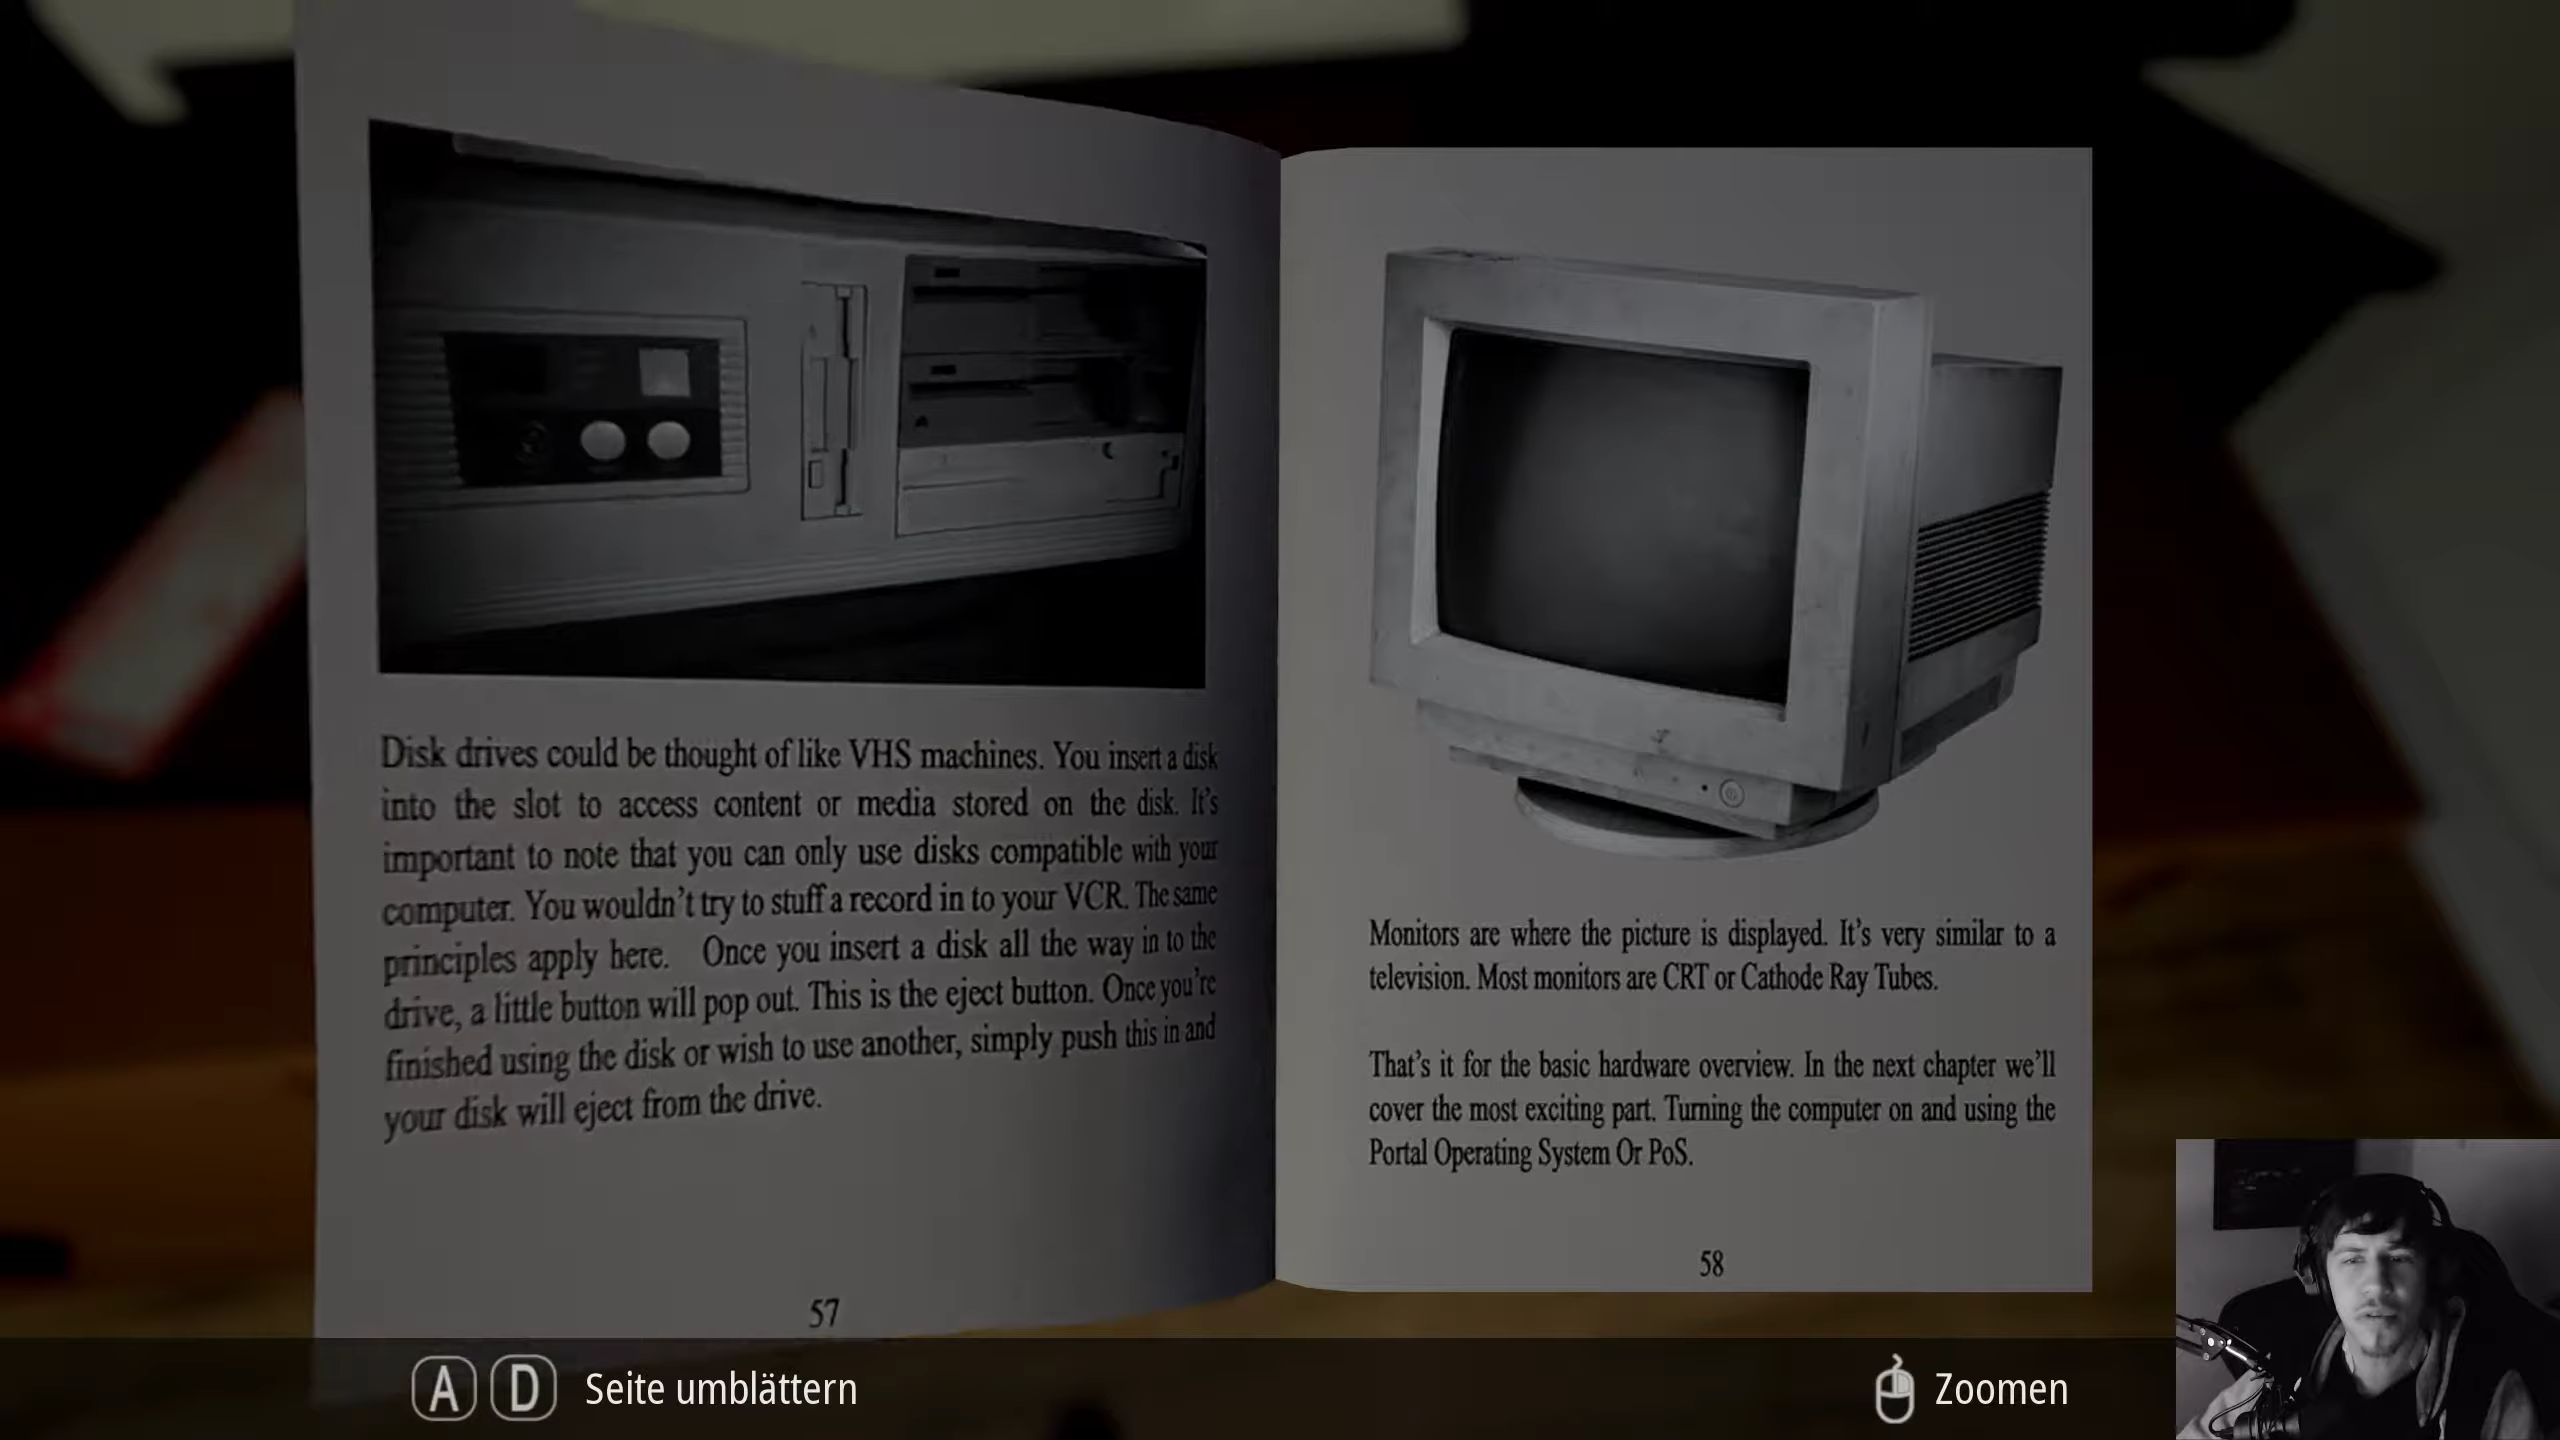 Disk drives could be thought of like VHS machines. You insert a disk
into the slot to access content or media stored on the disk. It's
important to note that you can only use disks compatible with your
computer. You wouldn't try to stuff a record in to your VCR. The same
principles apply here. Once you insert a disk all the way in to the
drive, a little button will pop out. This is the eject button. Once you're
finished using the disk or wish to use another, simply push this in and
your disk will eject from the drive.
57
Monitors are where the picture is displayed. It's very similar to a
television. Most monitors are CRT or Cathode Ray Tubes.
That's it for the basic hardware overview. In the next chapter we'll
cover the most exciting part. Turning the computer on and using the
Portal Operating System Or PoS.
58
A D Seite umblättern
Zoomen